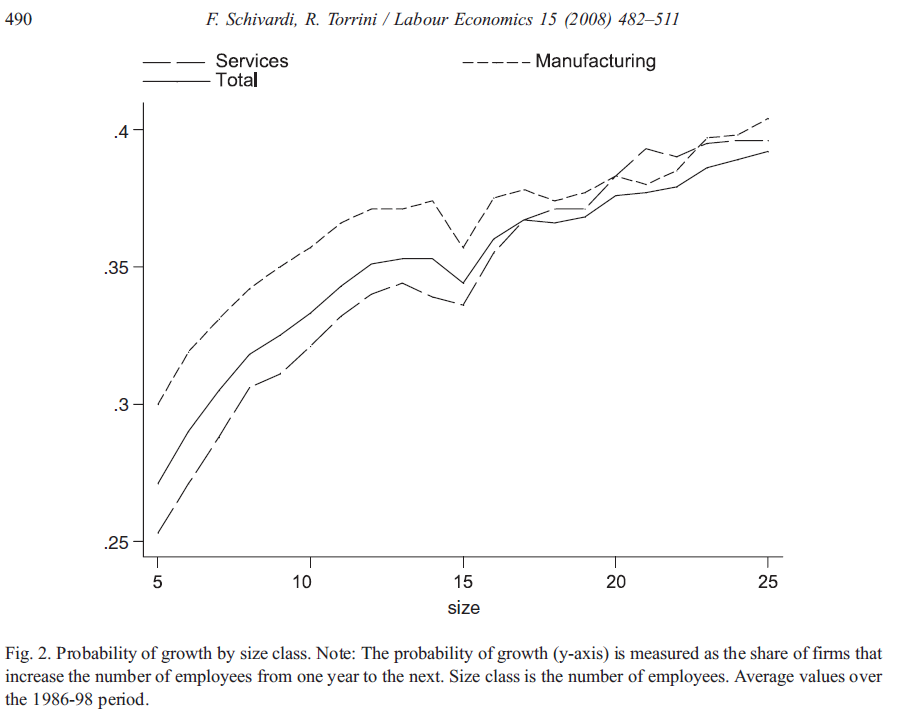 490 F. Schivardi, R. Torrini / Labour Economics 15 (2008) 482–511
Services Manufacturing
Total
.4
.35
.3
.25
5 10 15 20 25
size
Fig. 2. Probability of growth by size class. Note: The probability of growth (y-axis) is measured as the share of firms that
increase the number of employees from one year to the next. Size class is the number of employees. Average values over
the 1986-98 period.